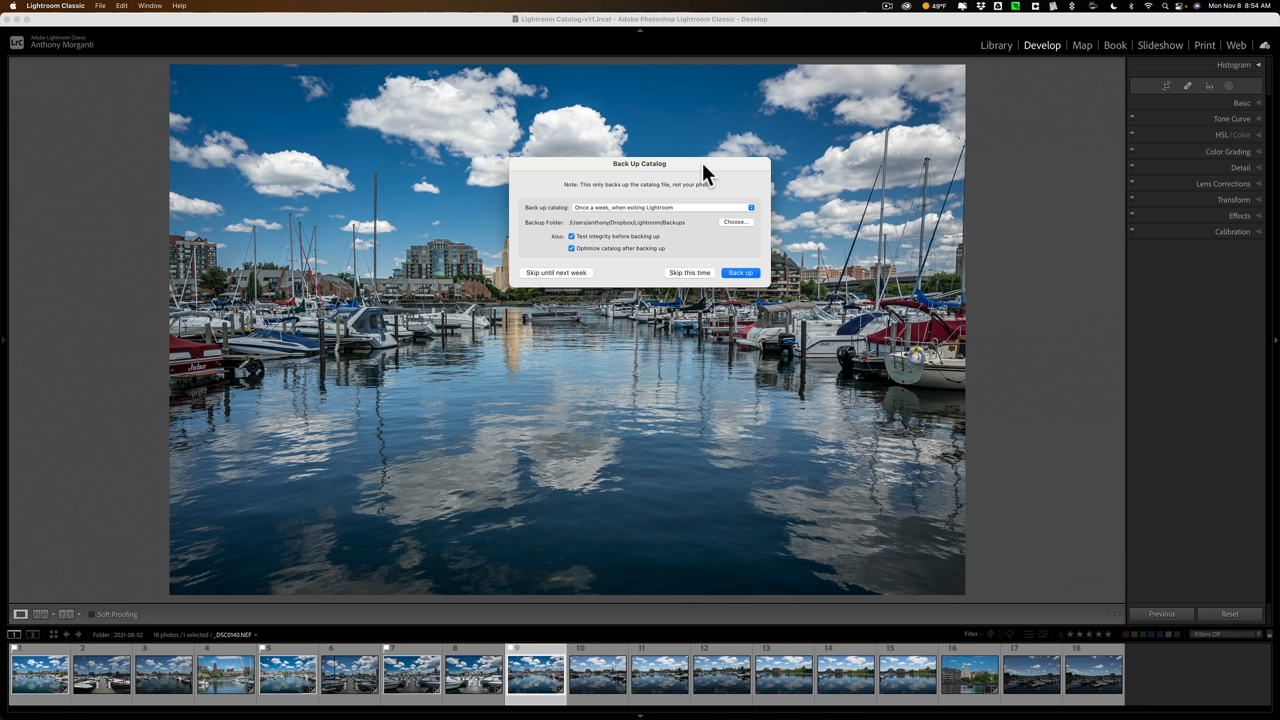 Lightroom Classic File Edit Window Help 49°F Mon Nov 8 8:54 AM
Lightroom Catalog-v11.lrcat - Adobe Photoshop Lightroom Classic - Develop
LrC Adobe Lightroom Classic
Anthony Morganti
Library Develop Map Book Slideshow Print Web
Histogram
Basic
Tone Curve
HSL / Color
Color Grading
Detail
Lens Corrections
Transform
Effects
Calibration
Back Up Catalog
Note: This only backs up the catalog file, not your
Back up catalog: Once a week, when exiting Lightroom
Backup Folder: /Users/anthony/Dropbox/Lightroom/Backups Choose...
Also: Test integrity before backing up
Optimize catalog after backing up
Skip until next week Skip this time Back up
Soft Proofing Previous Reset
1 2 Folder : 2021-08-02 18 photos /1 selected / _DSC0140.NEF Filter : Filters Off
1 2 3 4 5 6 7 8 9 10 11 12 13 14 15 16 17 18